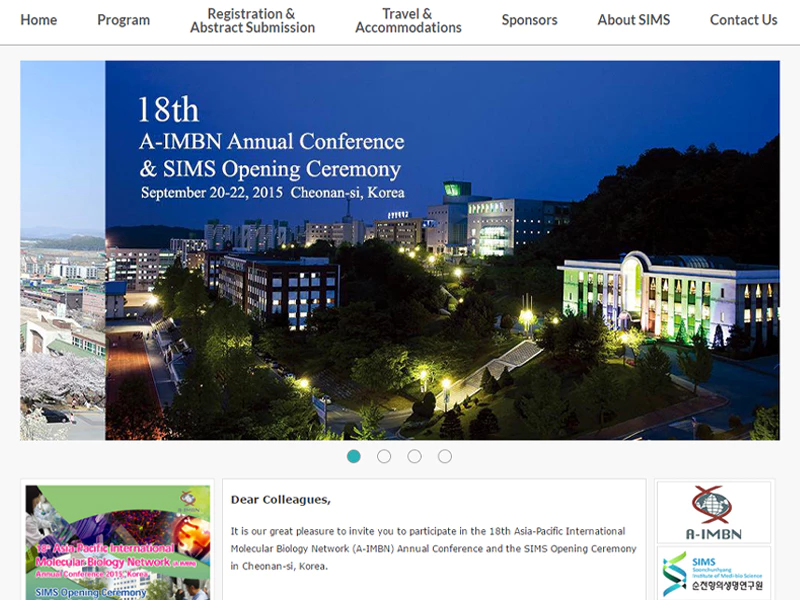 Home
Program
Registration &
Abstract Submission
Travel &
Accommodations
Sponsors
About SIMS
Contact Us
18th
A-IMBN Annual Conference
& SIMS Opening Ceremony
September 20-22, 2015 Cheonan-si, Korea
18th Asia-Pacific International
Molecular Biology Network (A-IMBN)
Annual Conference 2015, Korea
SIMS Opening Ceremony
Dear Colleagues,
It is our great pleasure to invite you to participate in the 18th Asia-Pacific International
Molecular Biology Network (A-IMBN) Annual Conference and the SIMS Opening Ceremony
in Cheonan-si, Korea.
A-IMBN
SIMS
Soonchunhyang
Institute of Medi-bio Science
순천향의생명연구원